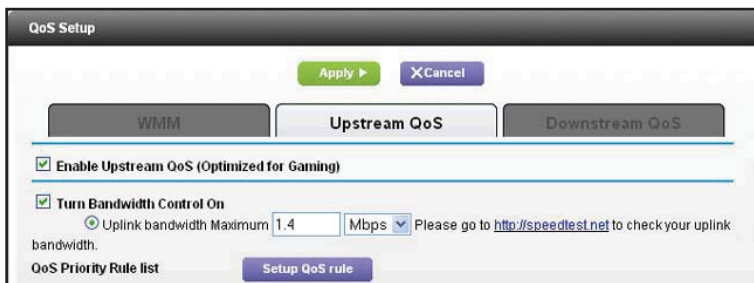 QoS Setup
Apply ▶ XCancel
WMM Upstream QoS Downstream QoS
Enable Upstream QoS (Optimized for Gaming)
Turn Bandwidth Control On
Uplink bandwidth Maximum 1.4 Mbps Please go to http://speedtest.net to check your uplink
bandwidth.
QoS Priority Rule list Setup QoS rule